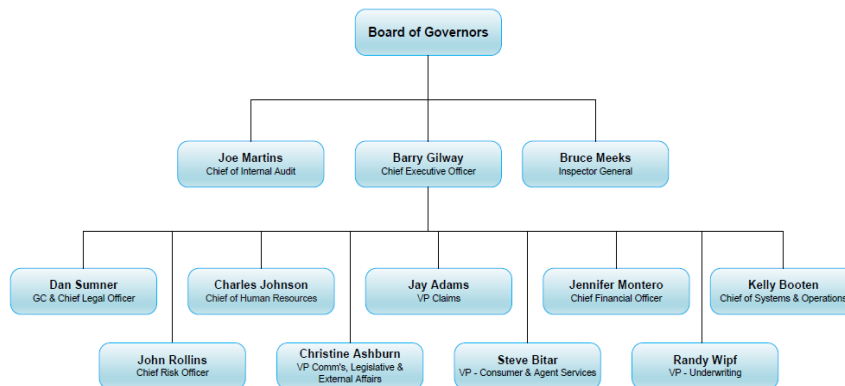 Board of Governors
Joe Martins
Chief of Internal Audit
Barry Gilway
Chief Executive Officer
Bruce Meeks
Inspector General
Dan Sumner
GC & Chief Legal Officer
Charles Johnson
Chief of Human Resources
Jay Adams
VP Claims
Jennifer Montero
Chief Financial Officer
Kelly Booten
Chief of Systems & Operations
John Rollins
Chief Risk Officer
Christine Ashburn
VP Comm's, Legislative &
External Affairs
Steve Bitar
VP - Consumer & Agent Services
Randy Wipf
VP - Underwriting